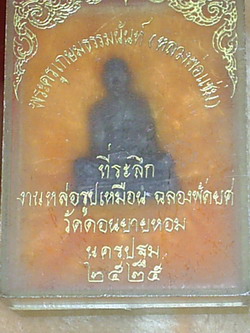 พระครูเกษมธรรมนันท์ (หลวงพ่อแช่ม)
ที่ระลึก
งานหล่อรูปเหมือน ฉลองพัดยศ
วัดดอนยายหอม
นครปฐม
๒๕๒๕